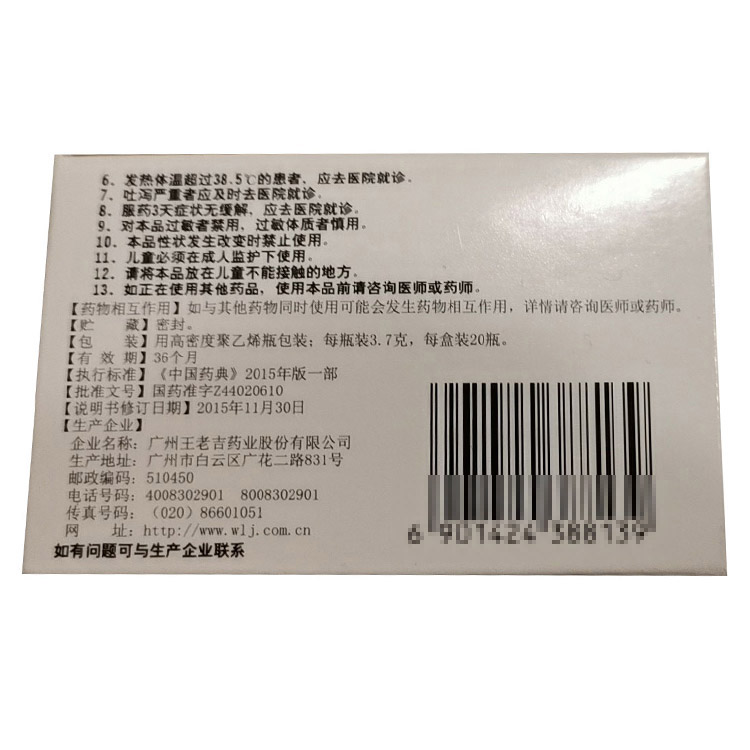 6、发热体温超过38.5℃的患者，应去医院就诊。
7、吐泻严重者应及时去医院就诊。
8、服药3天症状无缓解，应去医院就诊。
9、对本品过敏者禁用，过敏体质者慎用。
10、本品性状发生改变时禁止使用。
11、儿童必须在成人监护下使用。
12、请将本品放在儿童不能接触的地方。
13、如正在使用其他药品，使用本品前请咨询医师或药师。
【药物相互作用】如与其他药物同时使用可能会发生药物相互作用，详情请咨询医师或药师。
【贮 藏】密封。
【包 装】用高密度聚乙烯瓶包装；每瓶装3.7克，每盒装20瓶。
【有 效 期】36个月
【执行标准】《中国药典》2015年版一部
【批准文号】国药准字Z44020610
【说明书修订日期】2015年11月30日
【生产企业】
企业名称：广州王老吉药业股份有限公司
生产地址：广州市白云区广花二路831号
邮政编码：510450
电话号码：4008302901 8008302901
传真号码：（020）86601051
网 址：http://www.wlj.com.cn
如有问题可与生产企业联系
6 901424 388139